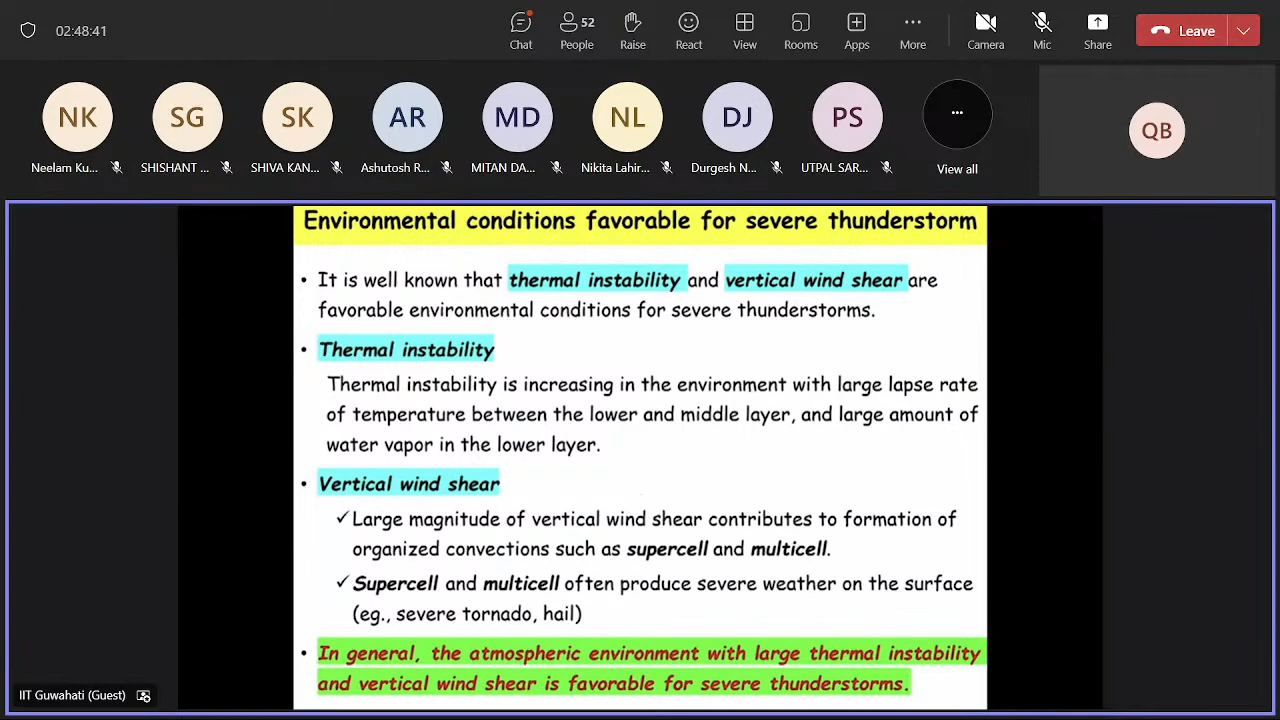 02:48:41
Chat
52
People
Raise
React
View
Rooms
Apps
More
Camera
Mic
Share
Leave
NK
SG
SK
AR
MD
NL
DJ
PS
QB
Neelam Ku...
SHISHANT ...
SHIVA KAN...
Ashutosh R...
MITAN DA...
Nikita Lahir...
Durgesh N...
UTPAL SAR...
View all
Environmental conditions favorable for severe thunderstorm
• It is well known that thermal instability and vertical wind shear are
favorable environmental conditions for severe thunderstorms.
• Thermal instability
Thermal instability is increasing in the environment with large lapse rate
of temperature between the lower and middle layer, and large amount of
water vapor in the lower layer.
• Vertical wind shear
✓Large magnitude of vertical wind shear contributes to formation of
organized convections such as supercell and multicell.
✓Supercell and multicell often produce severe weather on the surface
(eg., severe tornado, hail)
• In general, the atmospheric environment with large thermal instability
and vertical wind shear is favorable for severe thunderstorms.
IIT Guwahati (Guest)